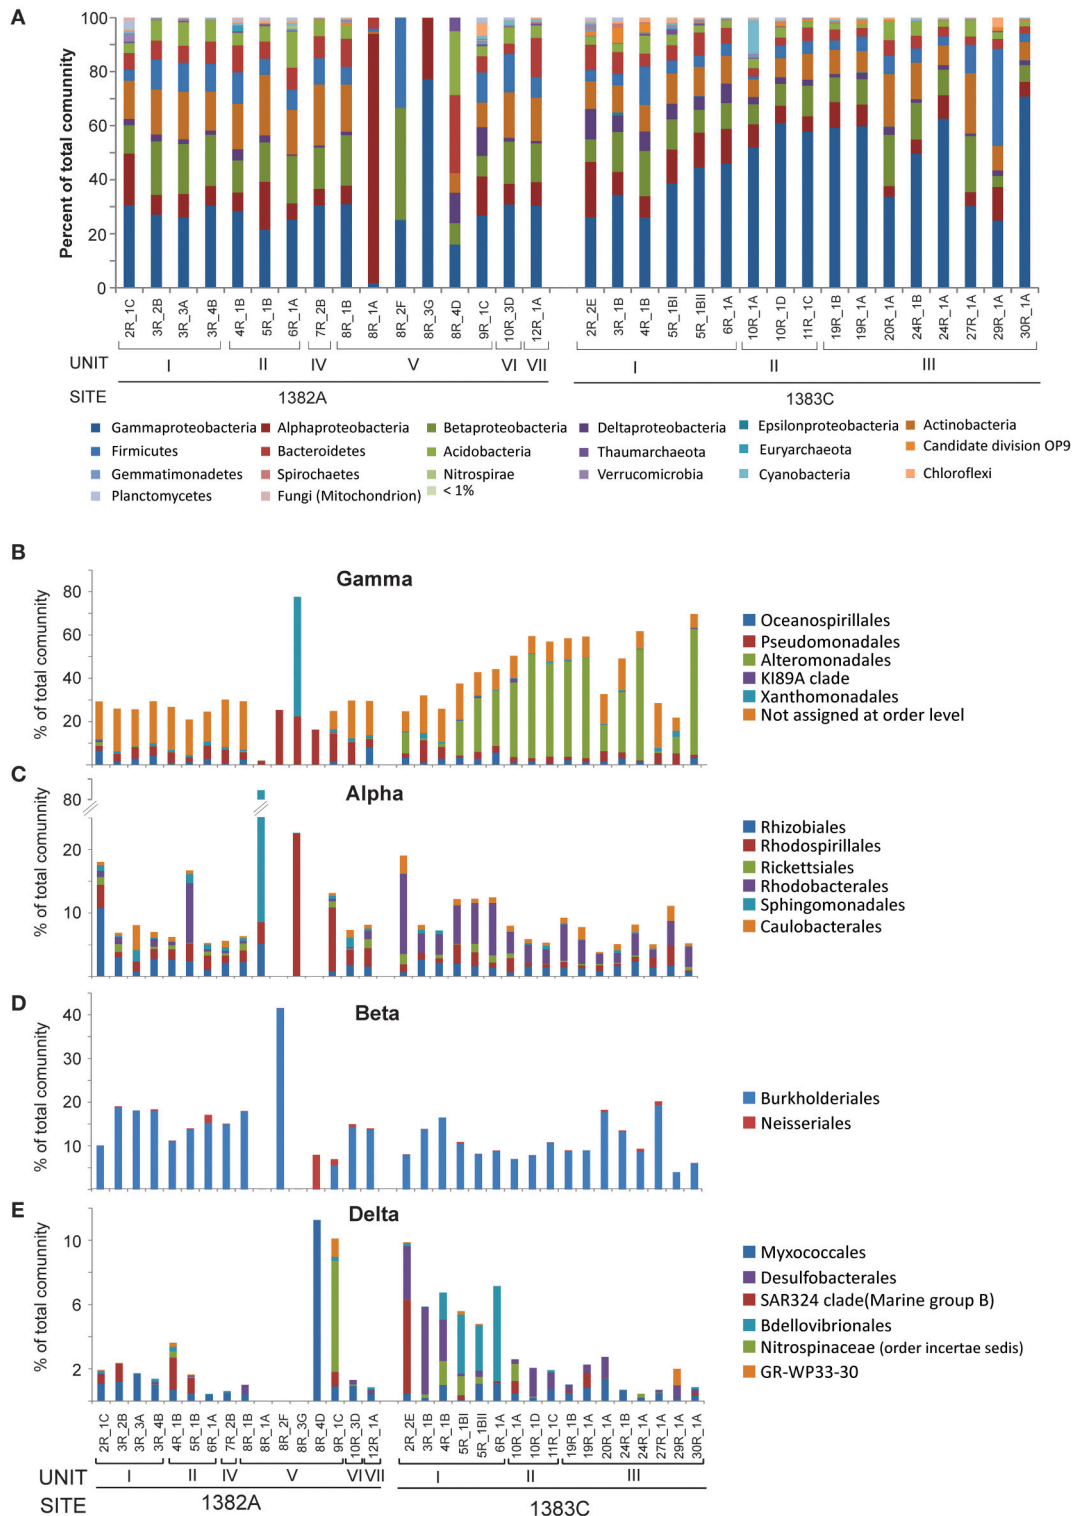 A
Percent of total comunity
100
80
60
40
20
0
2R_1C 3R_2B 3R_3A 3R_4B 4R_1B 5R_1B 6R_1A 7R_2B 8R_1B 8R_1A 8R_2F 8R_3G 8R_4D 9R_1C 10R_3D 12R_1A 2R_2E 3R_1B 4R_1B 5R_1BI 5R_1BII 6R_1A 10R_1A 10R_1D 11R_1C 19R_1B 19R_1A 20R_1A 24R_1B 24R_1A 27R_1A 29R_1A 30R_1A
UNIT I II IV V VI VII I II III
SITE 1382A 1383C
Gammaproteobacteria Alphaproteobacteria Betaproteobacteria Deltaproteobacteria Epsilonproteobacteria Actinobacteria
Firmicutes Bacteroidetes Acidobacteria Thaumarchaeota Euryarchaeota Candidate division OP9
Gemmatimonadetes Spirochaetes Nitrospirae Verrucomicrobia Cyanobacteria Chloroflexi
Planctomycetes Fungi (Mitochondrion) < 1%
B
Gamma
% of total comunnity
80
60
40
20
Oceanospirillales
Pseudomonadales
Alteromonadales
KI89A clade
Xanthomonadales
Not assigned at order level
C
Alpha
% of total comunnity
80
20
10
Rhizobiales
Rhodospirillales
Rickettsiales
Rhodobacterales
Sphingomonadales
Caulobacterales
D
Beta
% of total comunnity
40
30
20
10
Burkholderiales
Neisseriales
E
Delta
% of total comunnity
10
6
2
Myxococcales
Desulfobacterales
SAR324 clade(Marine group B)
Bdellovibrionales
Nitrospinaceae (order incertae sedis)
GR-WP33-30
2R_1C 3R_2B 3R_3A 3R_4B 4R_1B 5R_1B 6R_1A 7R_2B 8R_1B 8R_1A 8R_2F 8R_3G 8R_4D 9R_1C 10R_3D 12R_1A 2R_2E 3R_1B 4R_1B 5R_1BI 5R_1BII 6R_1A 10R_1A 10R_1D 11R_1C 19R_1B 19R_1A 20R_1A 24R_1B 24R_1A 27R_1A 29R_1A 30R_1A
UNIT I II IV V VI VII I II III
SITE 1382A 1383C